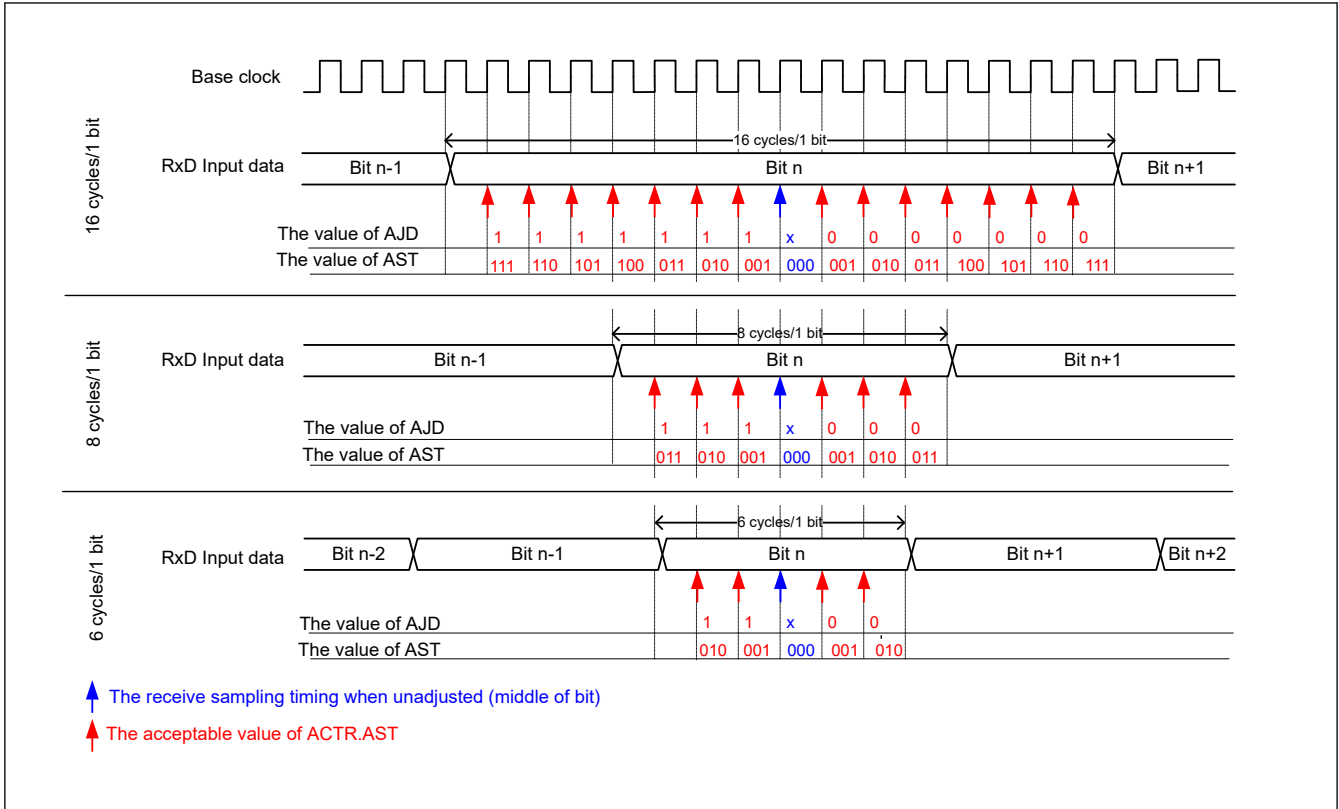 Base clock
16 cycles/1 bit
16 cycles/1 bit
RxD Input data Bit n-1 Bit n Bit n+1
The value of AJD 1 1 1 1 1 1 1 x 0 0 0 0 0 0 0
The value of AST 111 110 101 100 011 010 001 000 001 010 011 100 101 110 111
8 cycles/1 bit
8 cycles/1 bit
RxD Input data Bit n-1 Bit n Bit n+1
The value of AJD 1 1 1 x 0 0 0
The value of AST 011 010 001 000 001 010 011
6 cycles/1 bit
6 cycles/1 bit
RxD Input data Bit n-2 Bit n-1 Bit n Bit n+1 Bit n+2
The value of AJD 1 1 x 0 0
The value of AST 010 001 000 001 010
The receive sampling timing when unadjusted (middle of bit)
The acceptable value of ACTR.AST